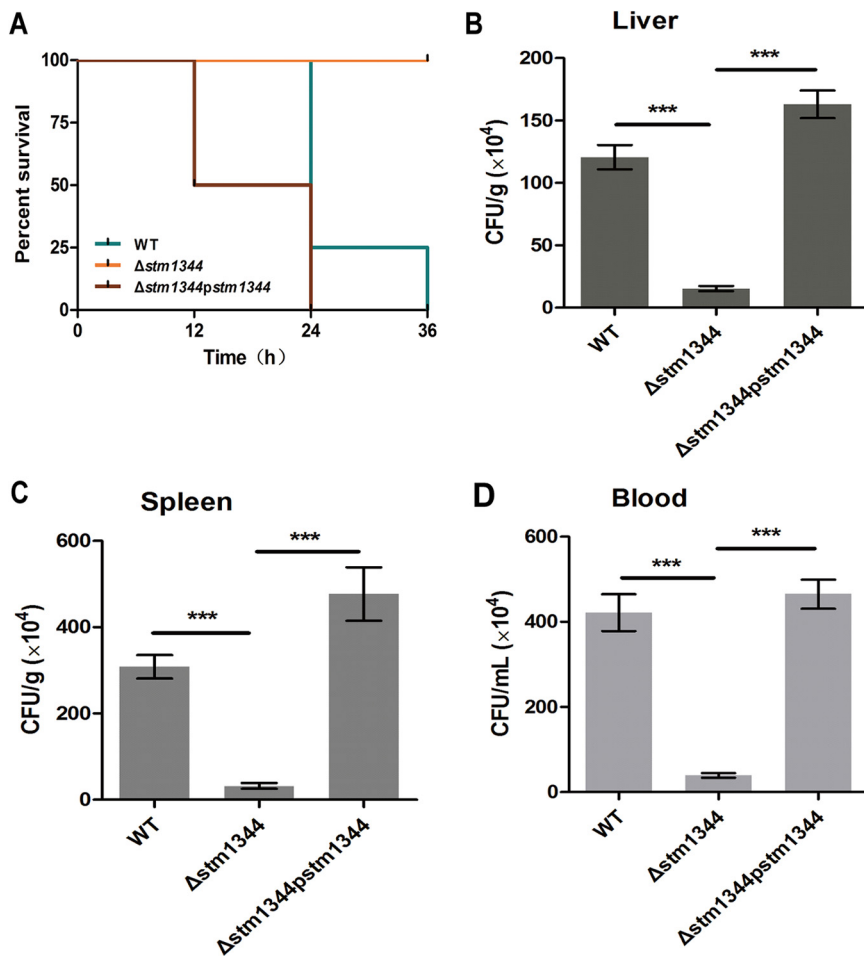 A
100
75
50
25
0
Percent survival
WT
Δstm1344
Δstm1344pstm1344
0 12 24 36
Time (h)
B Liver
200
150
100
50
0
CFU/g (×10⁴)
*** ***
WT
Δstm1344
Δstm1344pstm1344
C Spleen
600
400
200
0
CFU/g (×10⁴)
*** ***
WT
Δstm1344
Δstm1344pstm1344
D Blood
600
400
200
0
CFU/mL (×10⁴)
*** ***
WT
Δstm1344
Δstm1344pstm1344